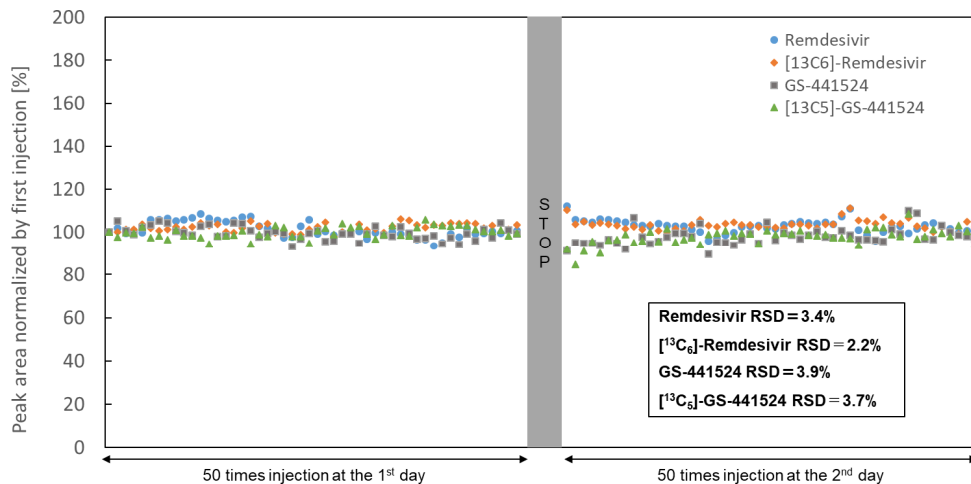 Peak area normalized by first injection [%]
200
180
160
140
120
100
80
60
40
20
0
Remdesivir
[13C6]-Remdesivir
GS-441524
[13C5]-GS-441524
STOP
Remdesivir RSD＝3.4%
[¹³C₆]-Remdesivir RSD＝2.2%
GS-441524 RSD＝3.9%
[¹³C₅]-GS-441524 RSD＝3.7%
50 times injection at the 1ˢᵗ day
50 times injection at the 2ⁿᵈ day